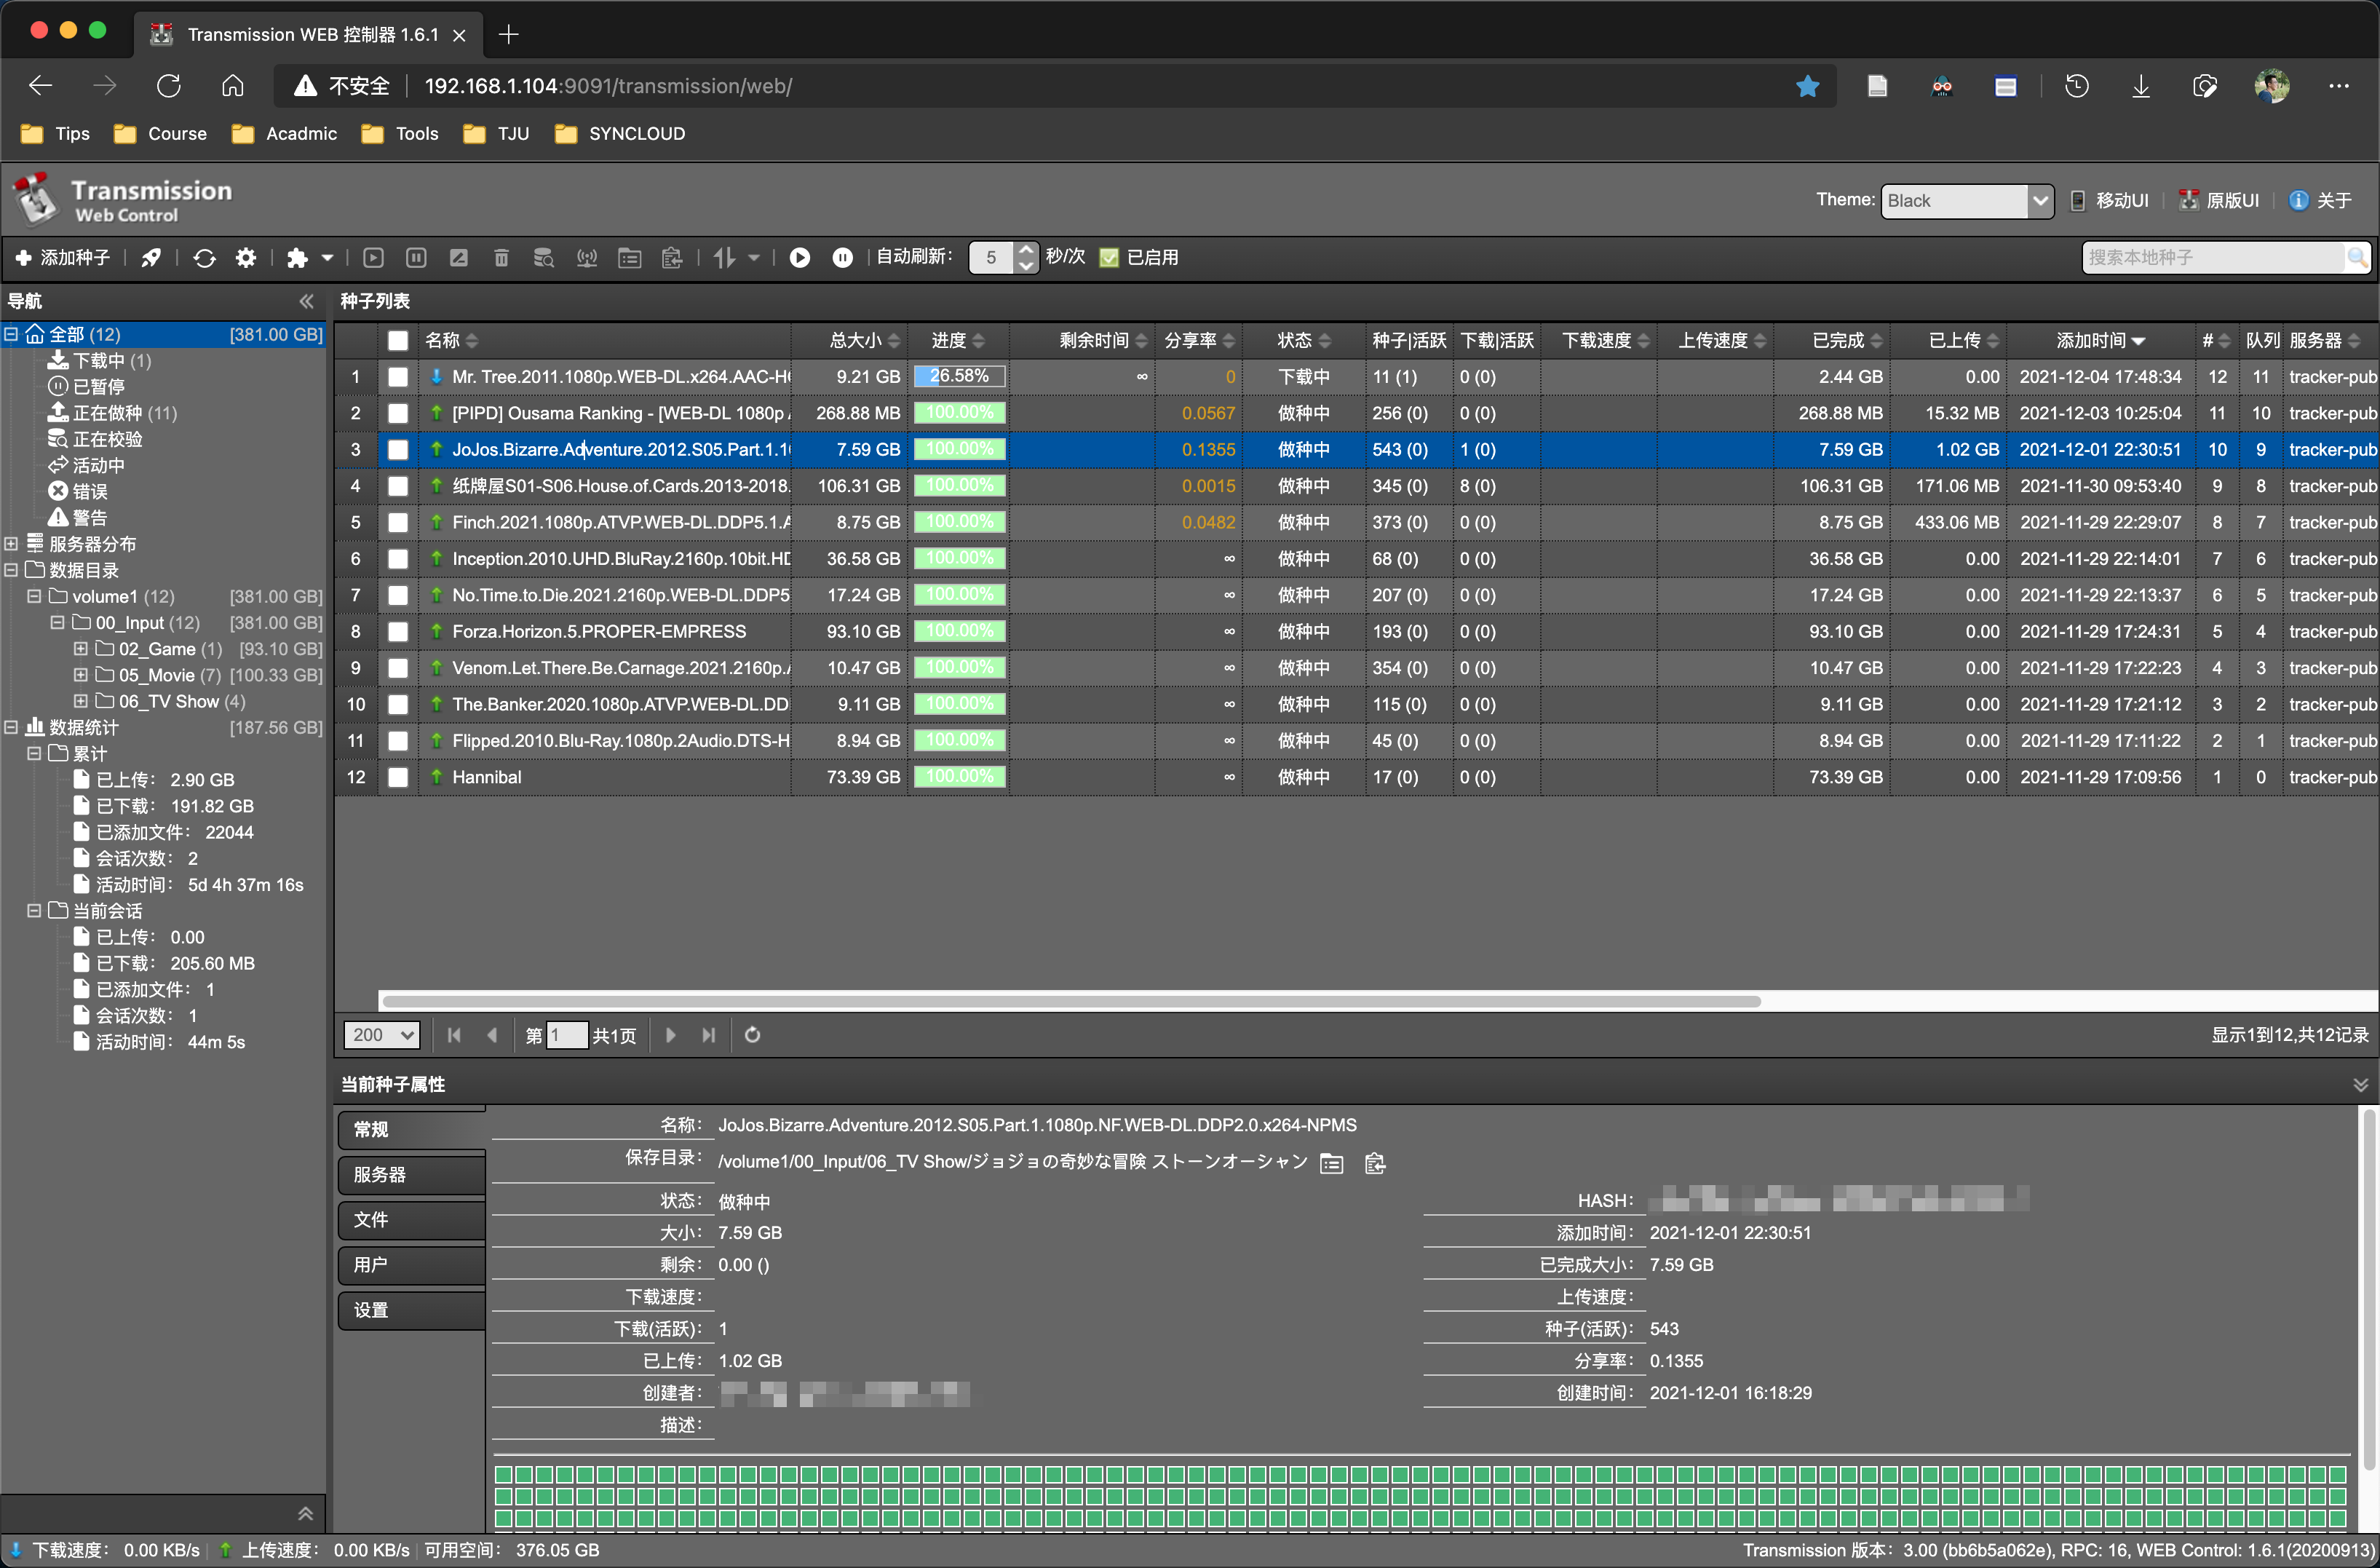 Transmission WEB 控制器 1.6.1
不安全 192.168.1.104:9091/transmission/web/
Tips Course Acadmic Tools TJU SYNCLOUD
Transmission
Web Control
Theme: Black 移动UI 原版UI 关于
添加种子 自动刷新: 5 秒/次 已启用 搜索本地种子
导航
全部 (12) [381.00 GB]
下载中 (1)
已暂停
正在做种 (11)
正在校验
活动中
错误
警告
服务器分布
数据目录
volume1 (12) [381.00 GB]
00_Input (12) [381.00 GB]
02_Game (1) [93.10 GB]
05_Movie (7) [100.33 GB]
06_TV Show (4)
数据统计 [187.56 GB]
累计
已上传: 2.90 GB
已下载: 191.82 GB
已添加文件: 22044
会话次数: 2
活动时间: 5d 4h 37m 16s
当前会话
已上传: 0.00
已下载: 205.60 MB
已添加文件: 1
会话次数: 1
活动时间: 44m 5s
种子列表
名称 总大小 进度 剩余时间 分享率 状态 种子|活跃 下载|活跃 下载速度 上传速度 已完成 已上传 添加时间 # 队列 服务器
1 Mr. Tree.2011.1080p.WEB-DL.x264.AAC-H 9.21 GB 26.58% ∞ 0 下载中 11 (1) 0 (0) 2.44 GB 0.00 2021-12-04 17:48:34 12 11 tracker-pub
2 [PIPD] Ousama Ranking - [WEB-DL 1080p 268.88 MB 100.00% 0.0567 做种中 256 (0) 0 (0) 268.88 MB 15.32 MB 2021-12-03 10:25:04 11 10 tracker-pub
3 JoJos.Bizarre.Adventure.2012.S05.Part.1.1 7.59 GB 100.00% 0.1355 做种中 543 (0) 1 (0) 7.59 GB 1.02 GB 2021-12-01 22:30:51 10 9 tracker-pub
4 纸牌屋S01-S06.House.of.Cards.2013-2018. 106.31 GB 100.00% 0.0015 做种中 345 (0) 8 (0) 106.31 GB 171.06 MB 2021-11-30 09:53:40 9 8 tracker-pub
5 Finch.2021.1080p.ATVP.WEB-DL.DDP5.1.A 8.75 GB 100.00% 0.0482 做种中 373 (0) 0 (0) 8.75 GB 433.06 MB 2021-11-29 22:29:07 8 7 tracker-pub
6 Inception.2010.UHD.BluRay.2160p.10bit.HD 36.58 GB 100.00% ∞ 做种中 68 (0) 0 (0) 36.58 GB 0.00 2021-11-29 22:14:01 7 6 tracker-pub
7 No.Time.to.Die.2021.2160p.WEB-DL.DDP5 17.24 GB 100.00% ∞ 做种中 207 (0) 0 (0) 17.24 GB 0.00 2021-11-29 22:13:37 6 5 tracker-pub
8 Forza.Horizon.5.PROPER-EMPRESS 93.10 GB 100.00% ∞ 做种中 193 (0) 0 (0) 93.10 GB 0.00 2021-11-29 17:24:31 5 4 tracker-pub
9 Venom.Let.There.Be.Carnage.2021.2160p.A 10.47 GB 100.00% ∞ 做种中 354 (0) 0 (0) 10.47 GB 0.00 2021-11-29 17:22:23 4 3 tracker-pub
10 The.Banker.2020.1080p.ATVP.WEB-DL.DD 9.11 GB 100.00% ∞ 做种中 115 (0) 0 (0) 9.11 GB 0.00 2021-11-29 17:21:12 3 2 tracker-pub
11 Flipped.2010.Blu-Ray.1080p.2Audio.DTS-H 8.94 GB 100.00% ∞ 做种中 45 (0) 0 (0) 8.94 GB 0.00 2021-11-29 17:11:22 2 1 tracker-pub
12 Hannibal 73.39 GB 100.00% ∞ 做种中 17 (0) 0 (0) 73.39 GB 0.00 2021-11-29 17:09:56 1 0 tracker-pub
200 第 1 共1页 显示1到12,共12记录
当前种子属性
常规
服务器
文件
用户
设置
名称: JoJos.Bizarre.Adventure.2012.S05.Part.1.1080p.NF.WEB-DL.DDP2.0.x264-NPMS
保存目录: /volume1/00_Input/06_TV Show/ジョジョの奇妙な冒険 ストーンオーシャン
状态: 做种中 HASH:
大小: 7.59 GB 添加时间: 2021-12-01 22:30:51
剩余: 0.00 () 已完成大小: 7.59 GB
下载速度: 上传速度:
下载(活跃): 1 种子(活跃): 543
已上传: 1.02 GB 分享率: 0.1355
创建者: 创建时间: 2021-12-01 16:18:29
描述:
下载速度: 0.00 KB/s 上传速度: 0.00 KB/s 可用空间: 376.05 GB Transmission 版本: 3.00 (bb6b5a062e), RPC: 16, WEB Control: 1.6.1(20200913)